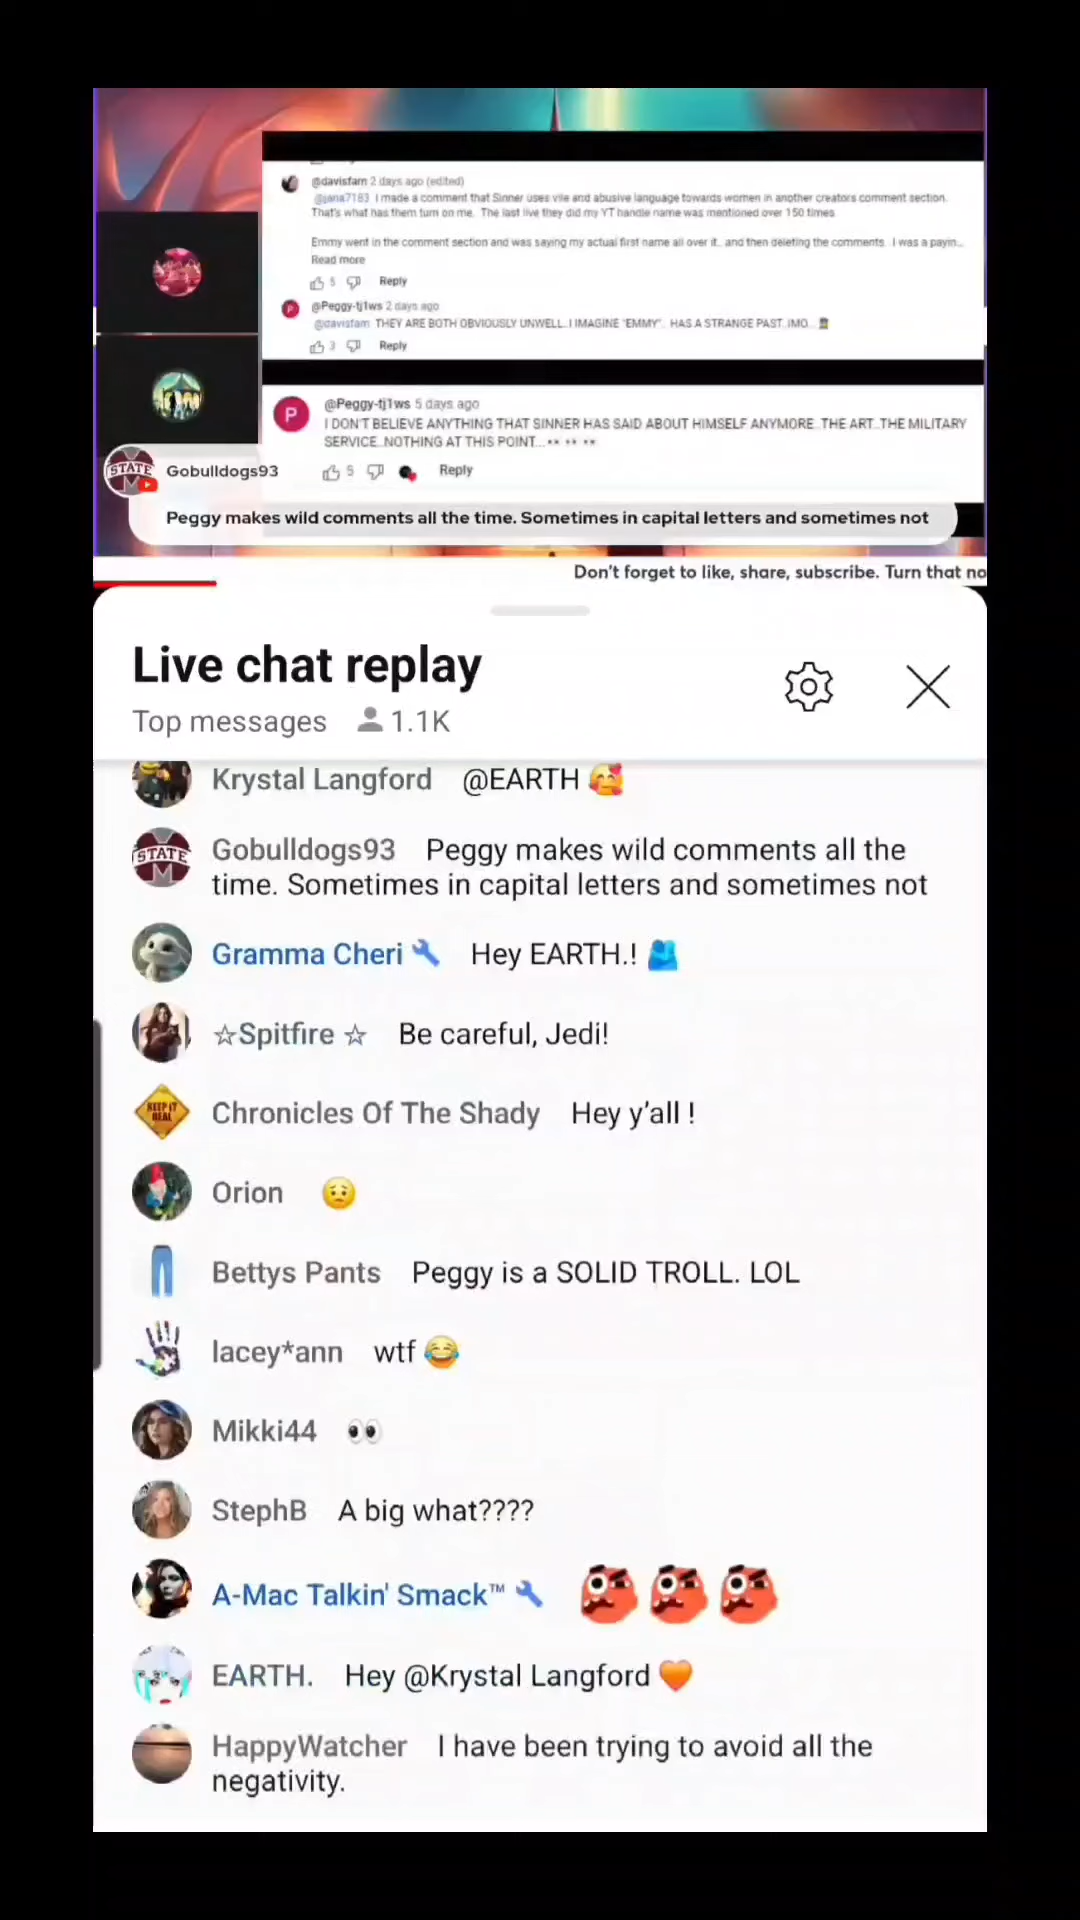 @davisfam 2 days ago (edited)
@jana7183 I made a comment that Sinner uses vile and abusive language towards women in another creators comment section.
That's what has them turn on me. The last live they did my YT handle name was mentioned over 150 times
Emmy went in the comment section and was saying my actual first name all over it.. and then deleting the comments. I was a payin...
Read more
5 Reply
P @Peggy-tj1ws 2 days ago
@davisfam THEY ARE BOTH OBVIOUSLY UNWELL..I IMAGINE "EMMY".. HAS A STRANGE PAST..IMO...
3 Reply
P @Peggy-tj1ws 5 days ago
I DON'T BELIEVE ANYTHING THAT SINNER HAS SAID ABOUT HIMSELF ANYMORE..THE ART..THE MILITARY
SERVICE..NOTHING AT THIS POINT...👀 👀 👀
STATE Gobulldogs93
5 Reply
Peggy makes wild comments all the time. Sometimes in capital letters and sometimes not
Don't forget to like, share, subscribe. Turn that no
Live chat replay
Top messages 1.1K
Krystal Langford @EARTH 🥰
STATE Gobulldogs93 Peggy makes wild comments all the
time. Sometimes in capital letters and sometimes not
Gramma Cheri🔧 Hey EARTH.! 🫂
☆Spitfire ☆ Be careful, Jedi!
KEEP IT
REAL
Chronicles Of The Shady Hey y'all !
Orion 😟
Bettys Pants Peggy is a SOLID TROLL. LOL
lacey*ann wtf 😂
Mikki44 👀
StephB A big what????
A-Mac Talkin' Smack™ 🔧
EARTH. Hey @Krystal Langford 🧡
HappyWatcher I have been trying to avoid all the
negativity.